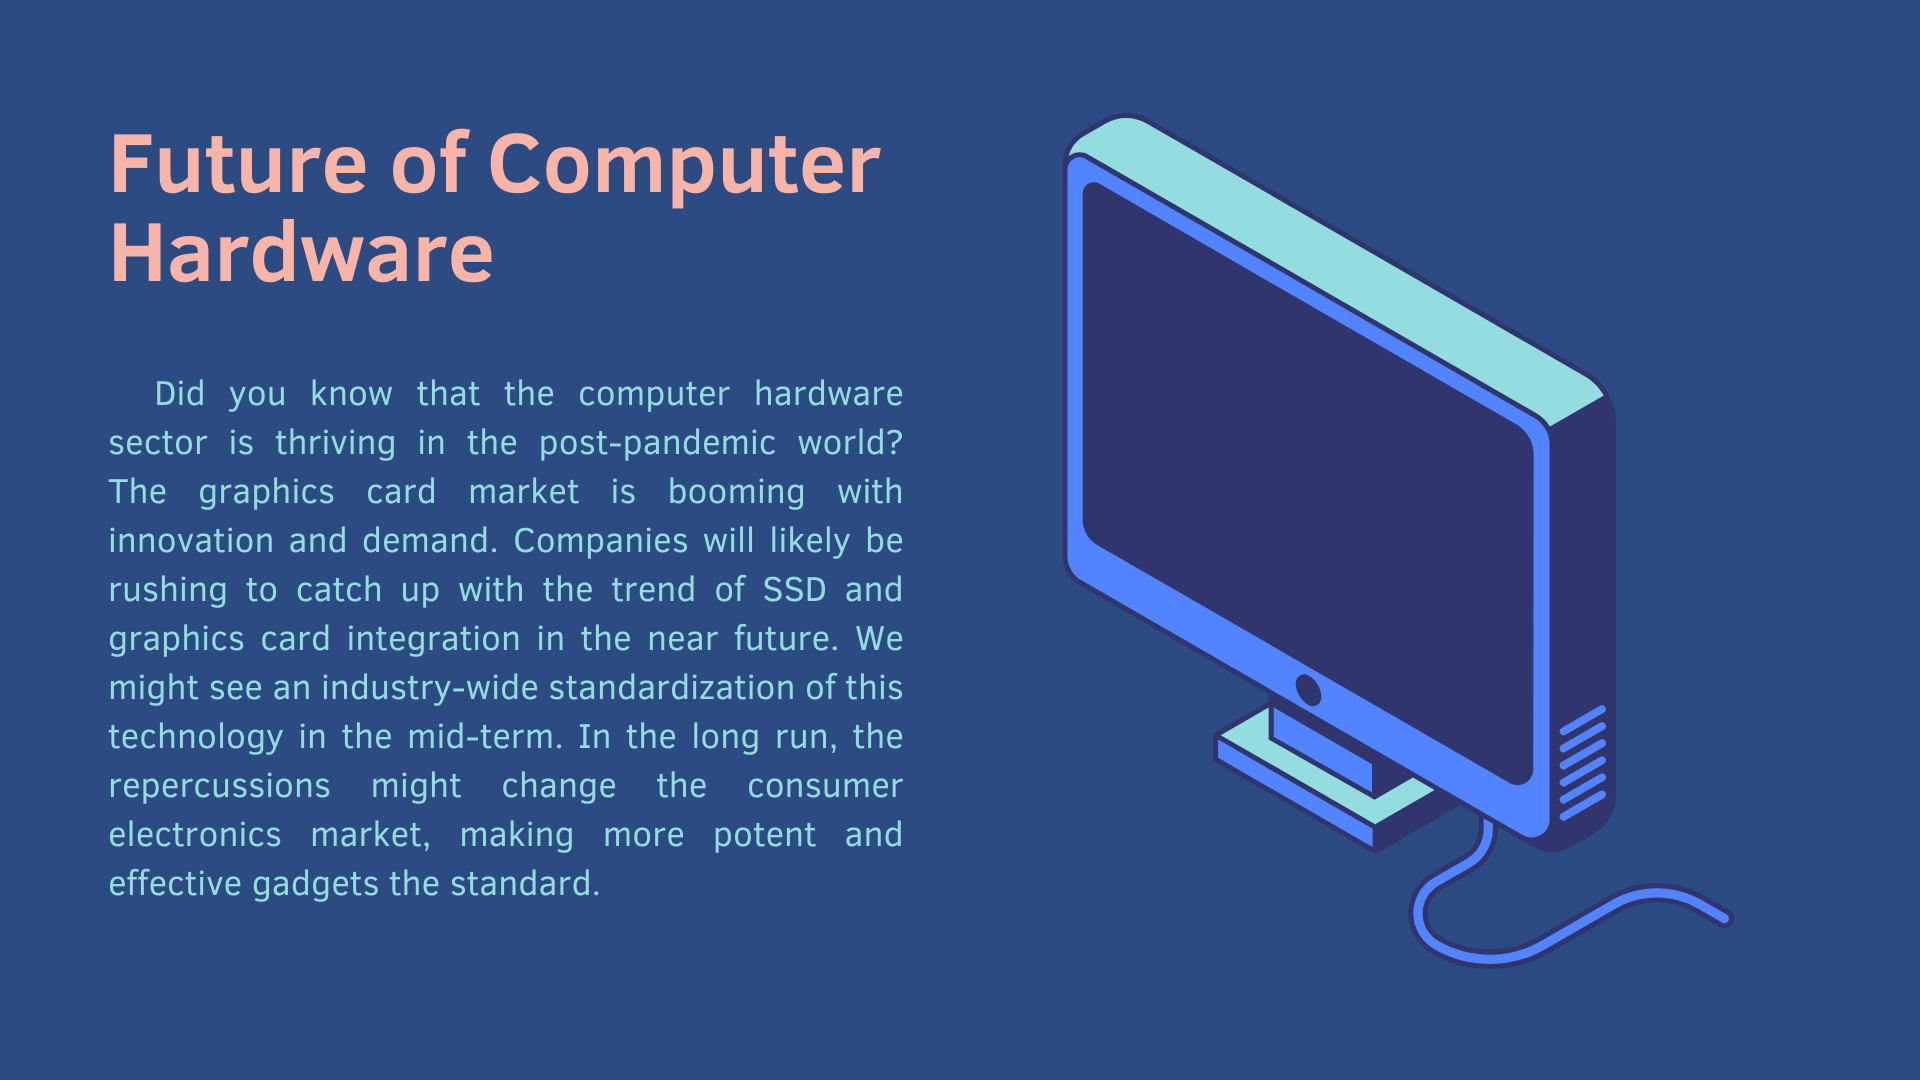 Future of Computer
Hardware
Did you know that the computer hardware
sector is thriving in the post-pandemic world?
The graphics card market is booming with
innovation and demand. Companies will likely be
rushing to catch up with the trend of SSD and
graphics card integration in the near future. We
might see an industry-wide standardization of this
technology in the mid-term. In the long run, the
repercussions might change the consumer
electronics market, making more potent and
effective gadgets the standard.